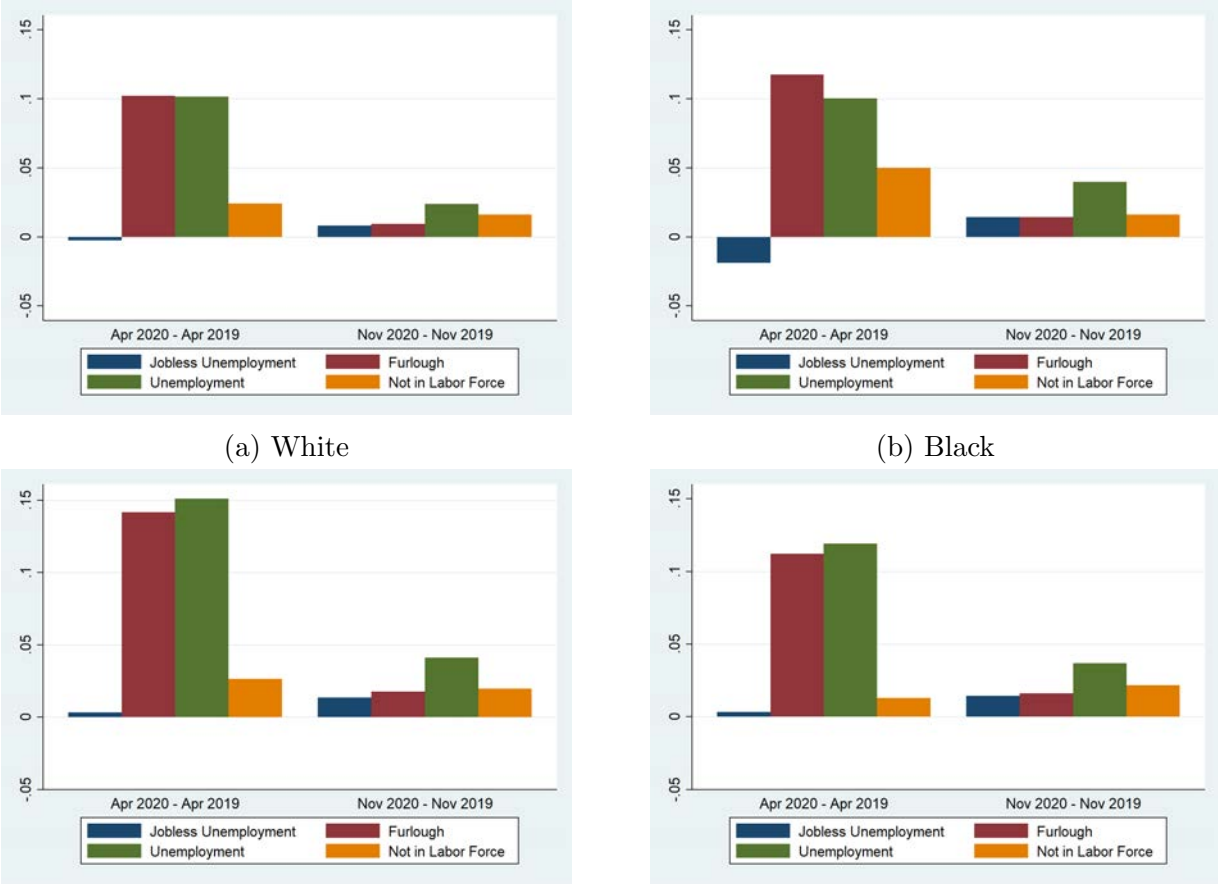 .15
.1
.05
0
-.05
Apr 2020 - Apr 2019 Nov 2020 - Nov 2019
Jobless Unemployment Furlough
Unemployment Not in Labor Force
(a) White
.15
.1
.05
0
-.05
Apr 2020 - Apr 2019 Nov 2020 - Nov 2019
Jobless Unemployment Furlough
Unemployment Not in Labor Force
(b) Black
.15
.1
.05
0
-.05
Apr 2020 - Apr 2019 Nov 2020 - Nov 2019
Jobless Unemployment Furlough
Unemployment Not in Labor Force
.15
.1
.05
0
-.05
Apr 2020 - Apr 2019 Nov 2020 - Nov 2019
Jobless Unemployment Furlough
Unemployment Not in Labor Force